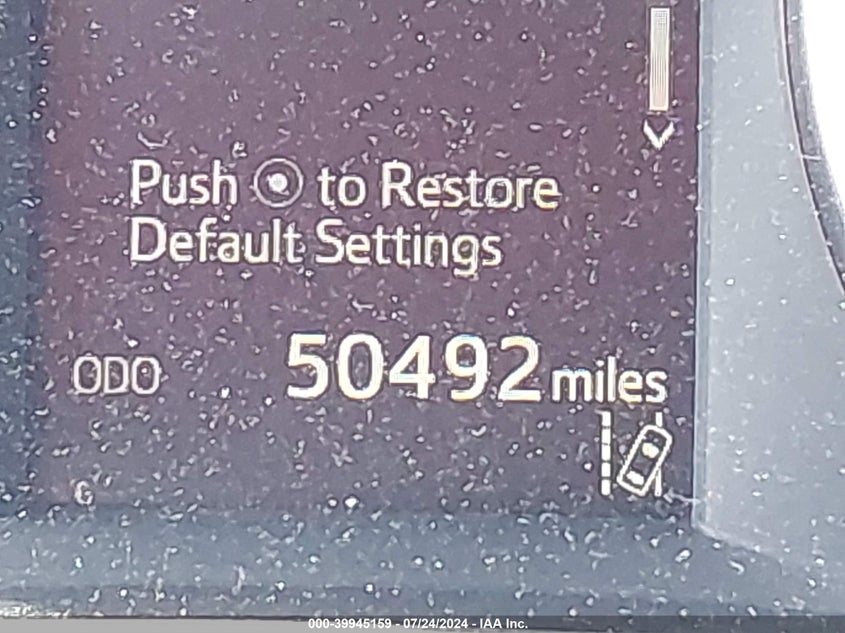 Push to Restore
Default Settings
ODO 50492 miles
000-39945159 - 07/24/2024 - IAA Inc.